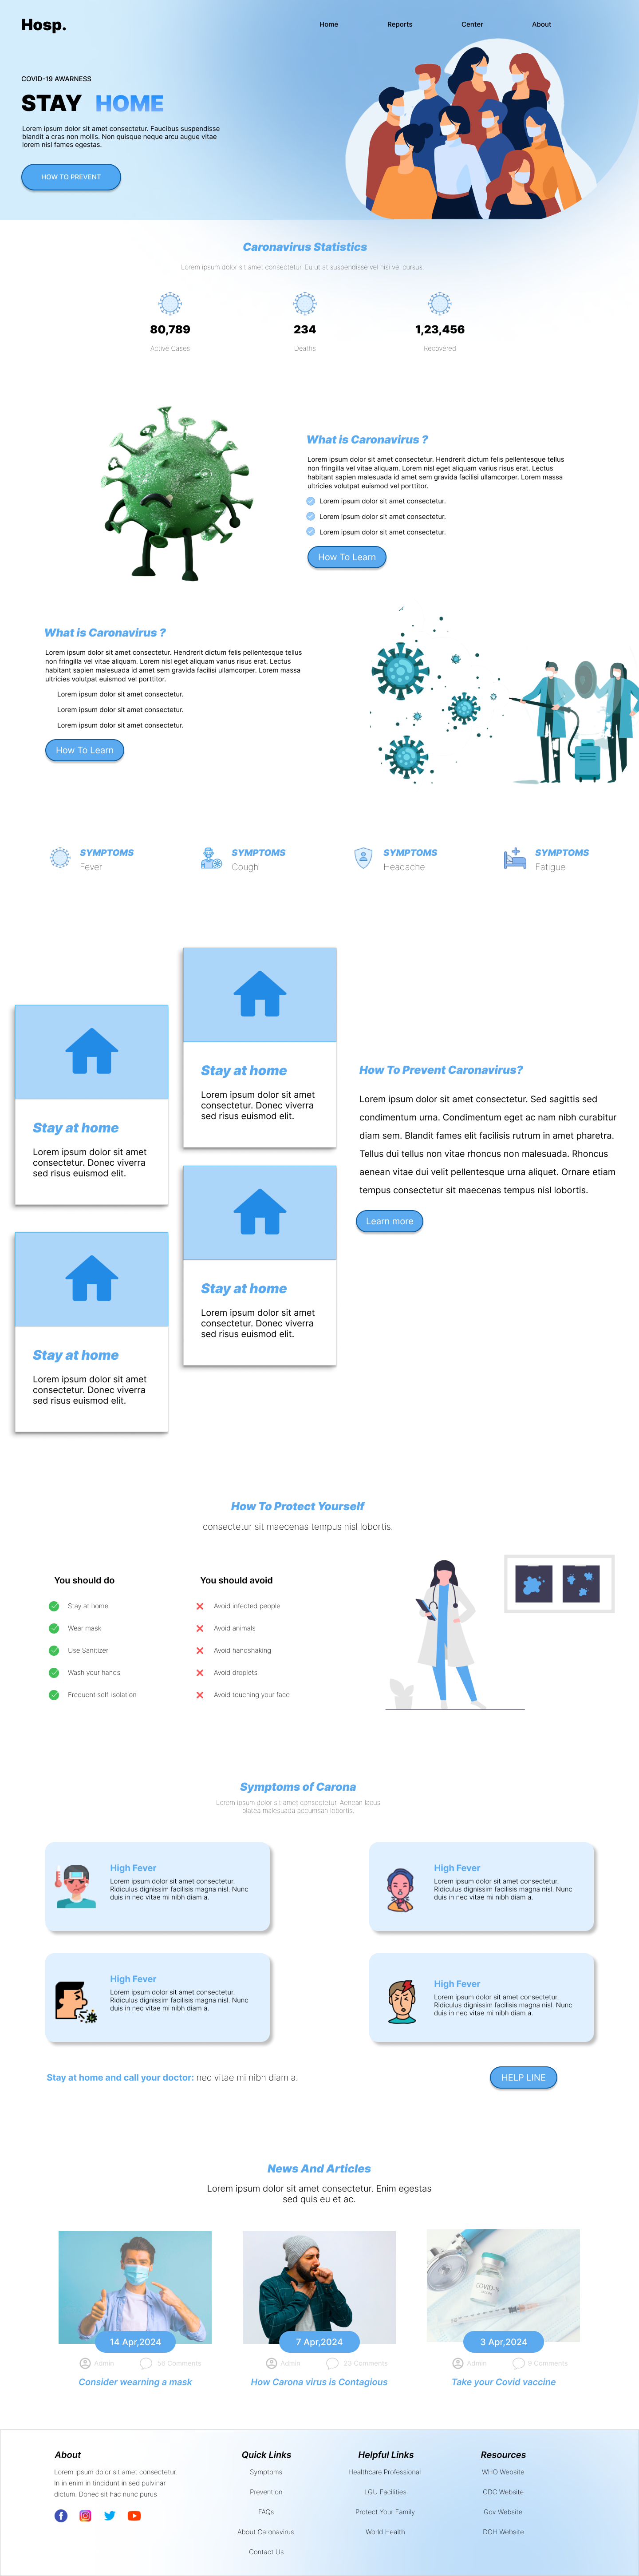 Hosp.
Home
Reports
Center
About
COVID-19 AWARNESS
STAY HOME
Lorem ipsum dolor sit amet consectetur. Faucibus suspendisse
blandit a cras non mollis. Non quisque neque arcu augue vitae
lorem nisl fames egestas.
HOW TO PREVENT
Caronavirus Statistics
Lorem ipsum dolor sit amet consectetur. Eu ut at suspendisse vel nisi vel cursus.
80,789
234
1,23,456
Active Cases
Deaths
Recovered
What is Caronavirus ?
Lorem ipsum dolor sit amet consectetur. Hendrerit dictum felis pellentesque tellus
non fringilla vel vitae aliquam. Lorem nisi eget aliquam varius risus erat. Lectus
habitant sapien malesuada id amet sem gravida facilisi ullamcorper. Lorem massa
ultricies volutpat euismod vel porttitor.
Lorem ipsum dolor sit amet consectetur.
Lorem ipsum dolor sit amet consectetur.
Lorem ipsum dolor sit amet consectetur.
How To Learn
What is Caronavirus ?
Lorem ipsum dolor sit amet consectetur. Hendrerit dictum felis pellentesque tellus
non fringilla vel vitae aliquam. Lorem nisi eget aliquam varius risus erat. Lectus
habitant sapien malesuada id amet sem gravida facilisi ullamcorper. Lorem massa
ultricies volutpat euismod vel porttitor.
Lorem ipsum dolor sit amet consectetur.
Lorem ipsum dolor sit amet consectetur.
Lorem ipsum dolor sit amet consectetur.
How To Learn
SYMPTOMS
Fever
SYMPTOMS
Cough
SYMPTOMS
Headache
SYMPTOMS
Fatigue
Stay at home
Lorem ipsum dolor sit amet
consectetur. Donec viverra
sed risus euismod elit.
Stay at home
Lorem ipsum dolor sit amet
consectetur. Donec viverra
sed risus euismod elit.
Stay at home
Lorem ipsum dolor sit amet
consectetur. Donec viverra
sed risus euismod elit.
Stay at home
Lorem ipsum dolor sit amet
consectetur. Donec viverra
sed risus euismod elit.
How To Prevent Caronavirus?
Lorem ipsum dolor sit amet consectetur. Sed sagittis sed
condimentum urna. Condimentum eget ac nam nibh curabitur
diam sem. Blandit fames elit facilisis rutrum in amet pharetra.
Tellus dui tellus non vitae rhoncus non malesuada. Rhoncus
aenean vitae dui velit pellentesque urna aliquet. Ornare etiam
tempus consectetur sit maecenas tempus nisl lobortis.
Learn more
How To Protect Yourself
consectetur sit maecenas tempus nisl lobortis.
You should do
Stay at home
Wear mask
Use Sanitizer
Wash your hands
Frequent self-isolation
You should avoid
Avoid infected people
Avoid animals
Avoid handshaking
Avoid droplets
Avoid touching your face
Symptoms of Carona
Lorem ipsum dolor sit amet consectetur. Aenean lacus
platea malesuada accumsan lobortis.
High Fever
Lorem ipsum dolor sit amet consectetur.
Ridiculus dignissim facilisis magna nisl. Nunc
duis in nec vitae mi nibh diam a.
High Fever
Lorem ipsum dolor sit amet consectetur.
Ridiculus dignissim facilisis magna nisl. Nunc
duis in nec vitae mi nibh diam a.
High Fever
Lorem ipsum dolor sit amet consectetur.
Ridiculus dignissim facilisis magna nisl. Nunc
duis in nec vitae mi nibh diam a.
High Fever
Lorem ipsum dolor sit amet consectetur.
Ridiculus dignissim facilisis magna nisl. Nunc
duis in nec vitae mi nibh diam a.
Stay at home and call your doctor: nec vitae mi nibh diam a.
HELP LINE
News And Articles
Lorem ipsum dolor sit amet consectetur. Enim egestas
sed quis eu et ac.
14 Apr,2024
Admin
56 Comments
Consider wearning a mask
7 Apr,2024
Admin
23 Comments
How Carona virus is Contagious
3 Apr,2024
Admin
9 Comments
Take your Covid vaccine
About
Lorem ipsum dolor sit amet consectetur.
In in enim in tincidunt in sed pulvinar
dictum. Donec sit hac nunc purus
Quick Links
Symptoms
Prevention
FAQs
About Caronavirus
Contact Us
Helpful Links
Healthcare Professional
LGU Facilities
Protect Your Family
World Health
Resources
WHO Website
CDC Website
Gov Website
DOH Website